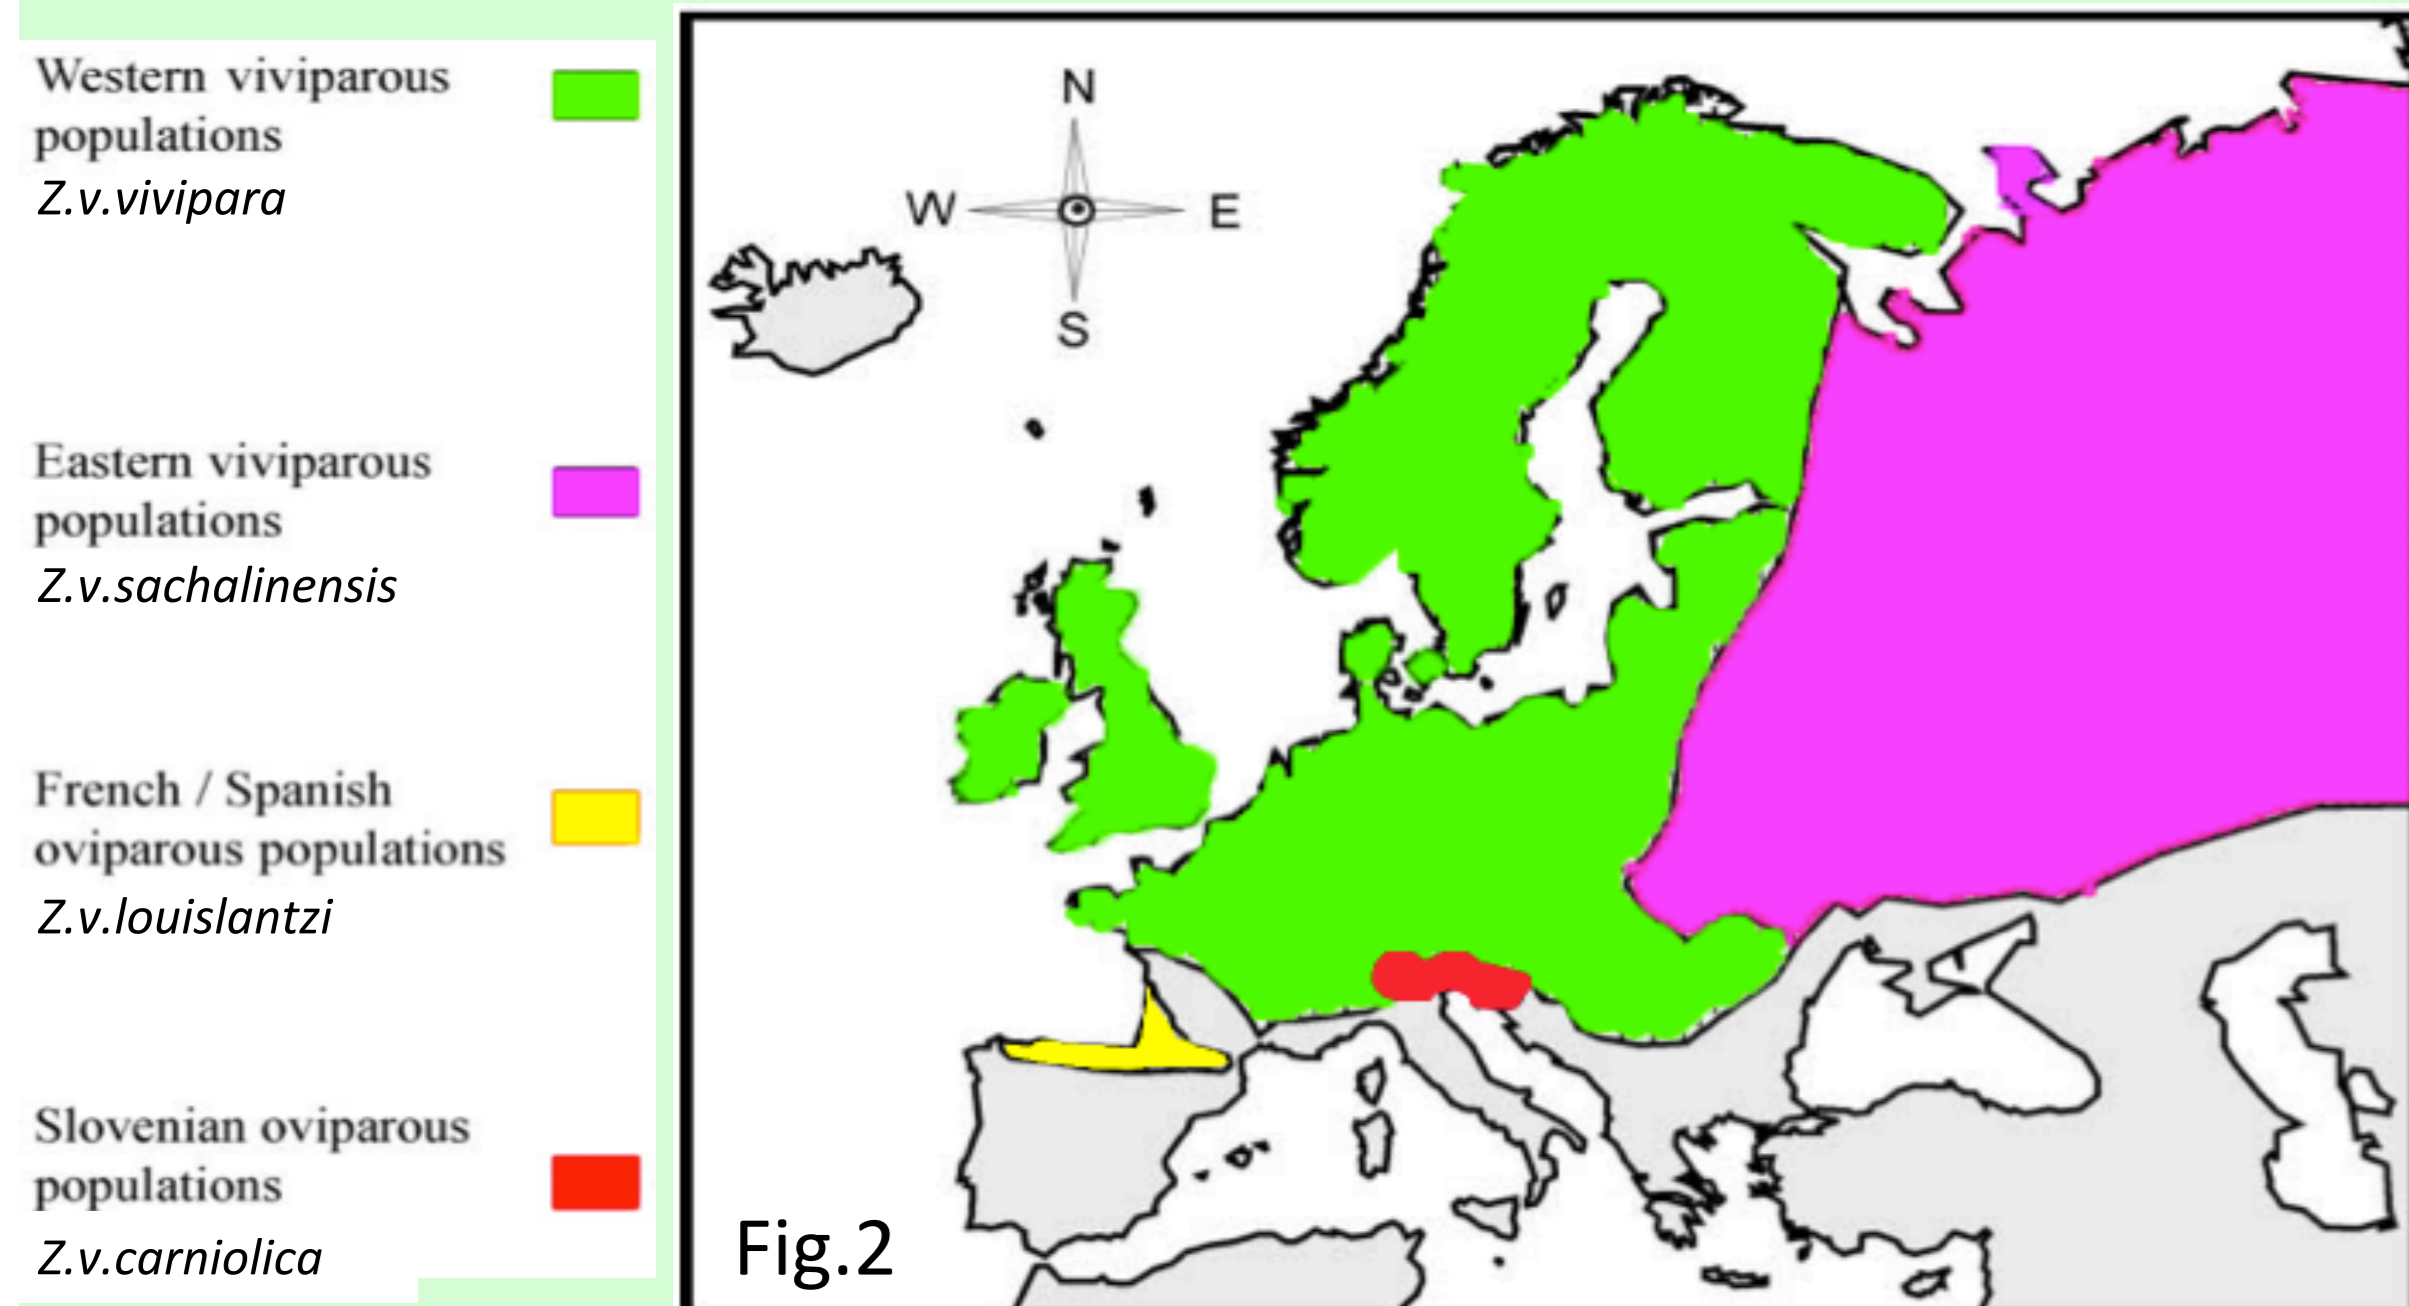 Western viviparous
populations
Z.v.vivipara
Eastern viviparous
populations
Z.v.sachalinensis
French / Spanish
oviparous populations
Z.v.louislantzi
Slovenian oviparous
populations
Z.v.carniolica
N
W
E
S
Fig.2